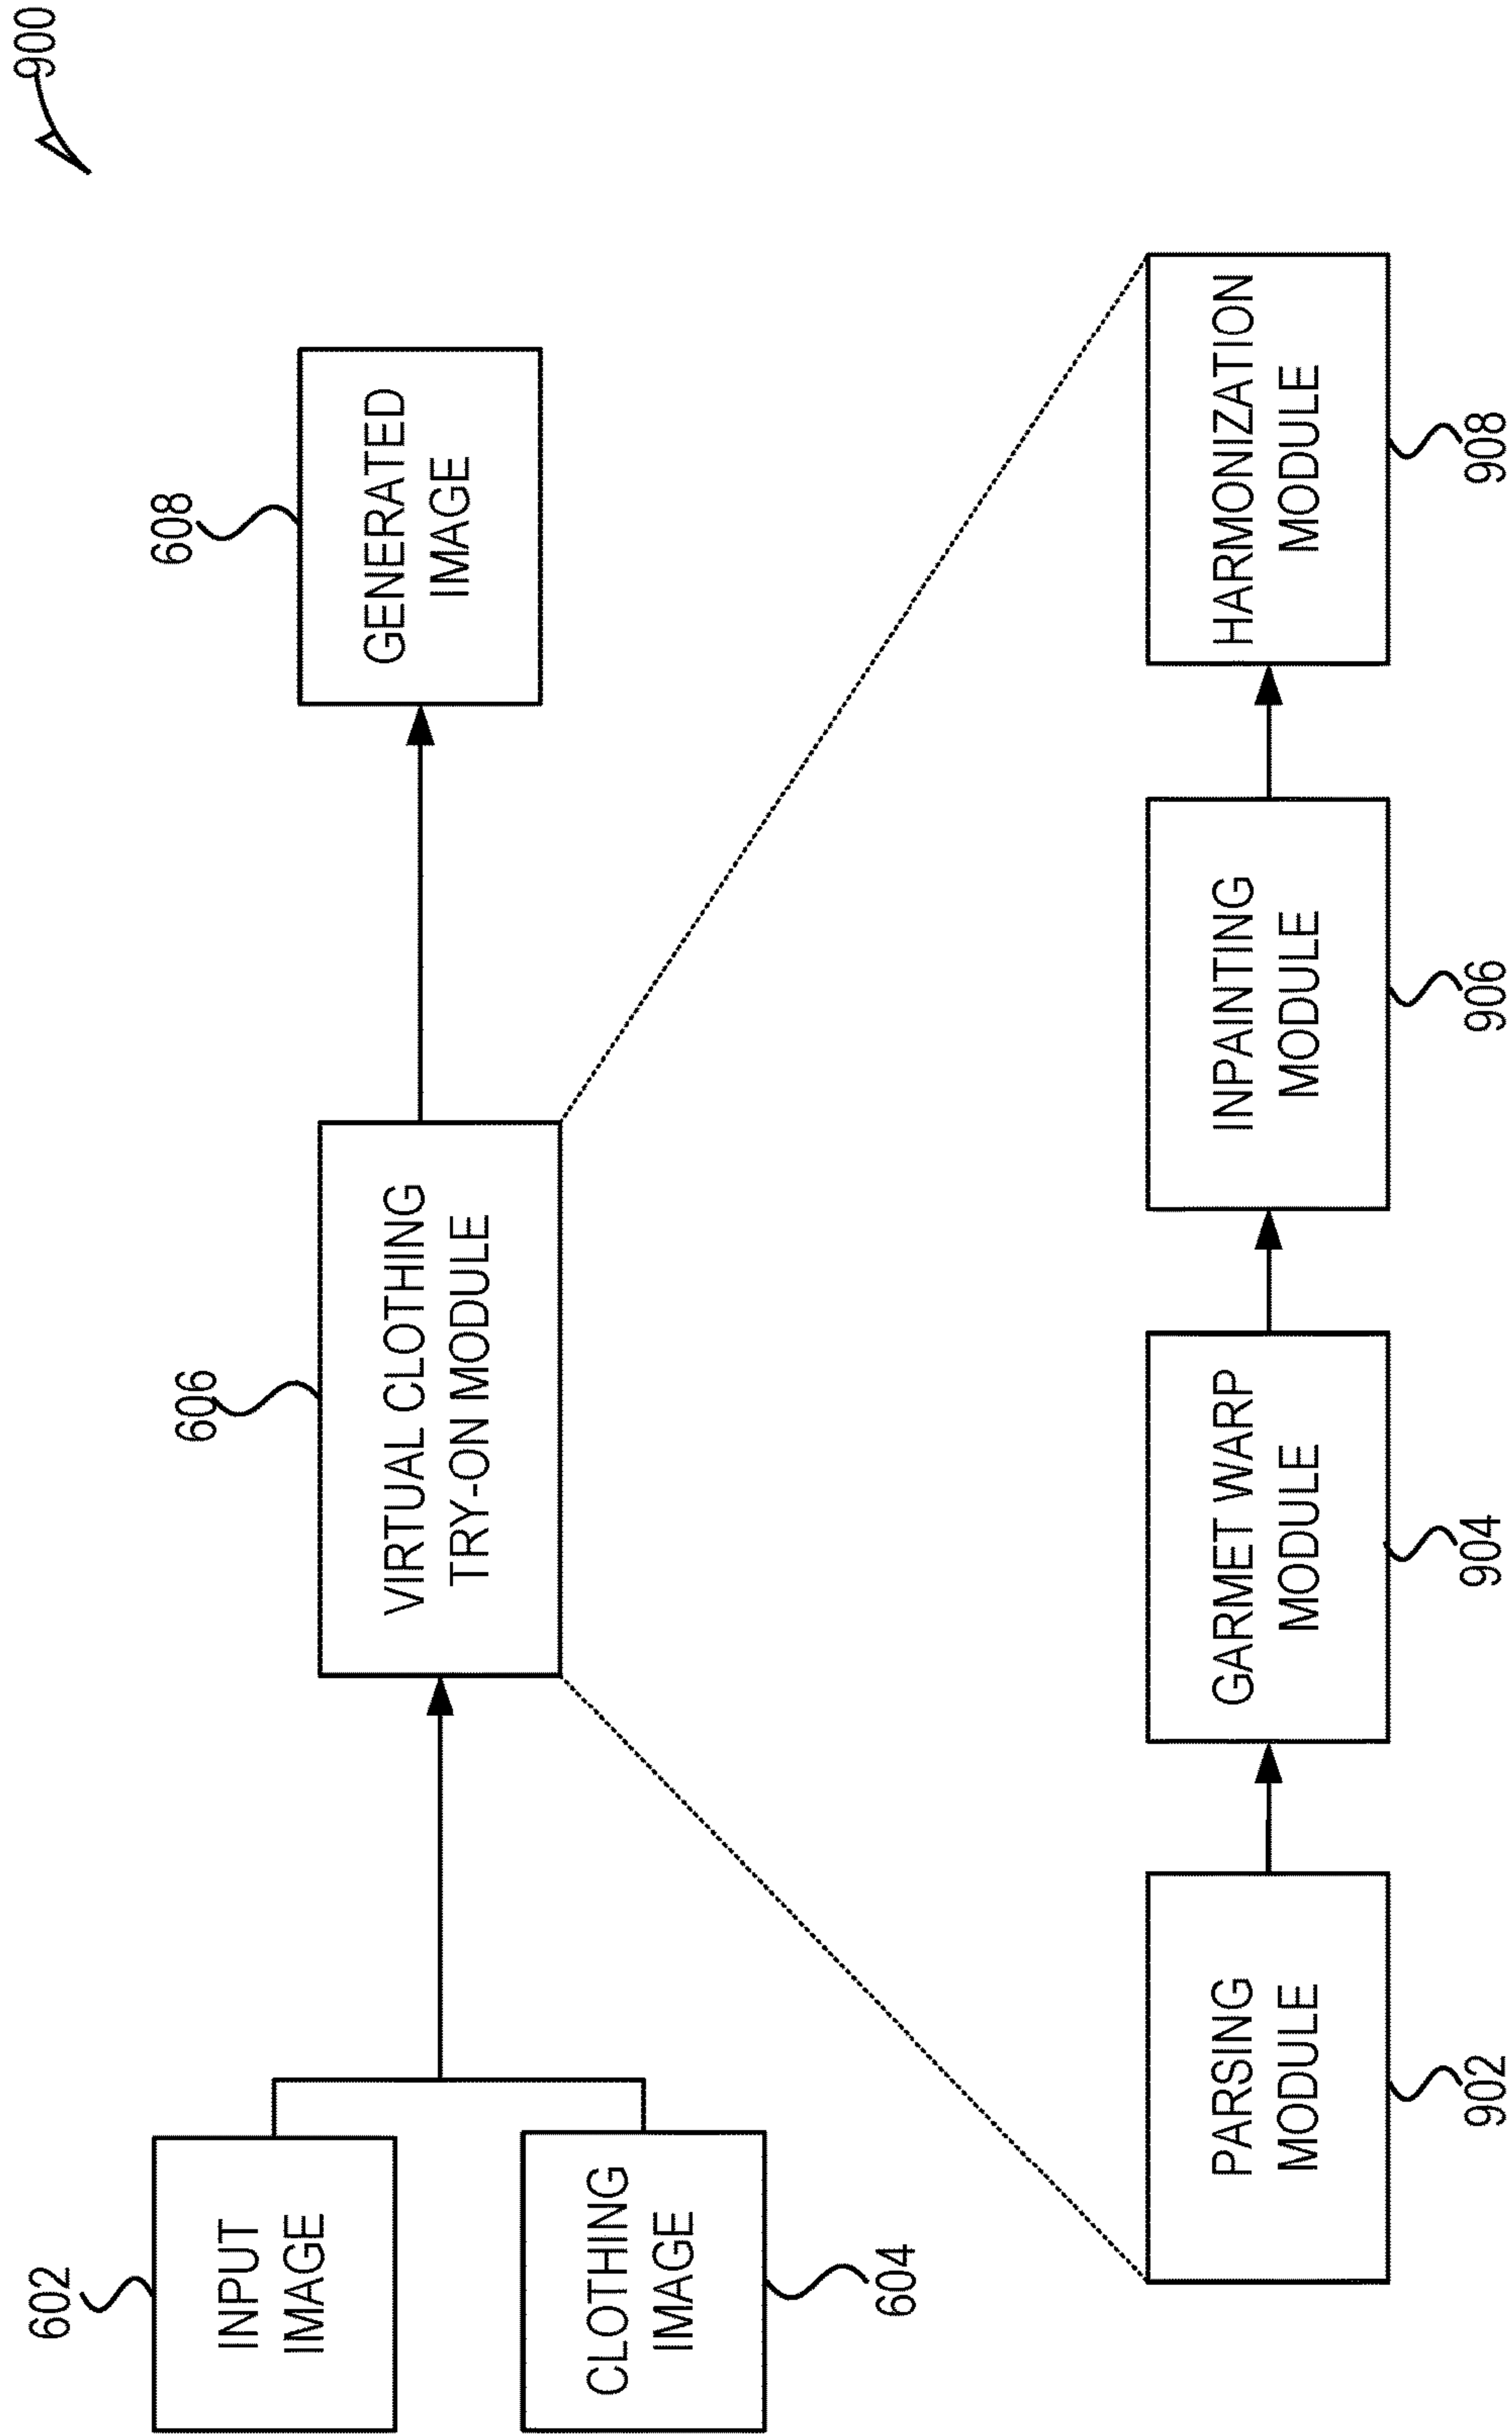 900
602
INPUT
IMAGE
CLOTHING
IMAGE
604
606
VIRTUAL CLOTHING
TRY-ON MODULE
608
GENERATED
IMAGE
PARSING
MODULE
902
GARMET WARP
MODULE
904
INPAINTING
MODULE
906
HARMONIZATION
MODULE
908